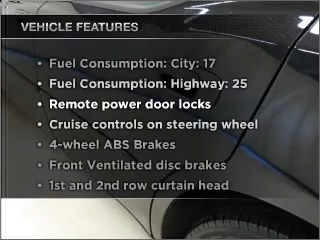 VEHICLE FEATURES
• Fuel Consumption: City: 17
• Fuel Consumption: Highway: 25
• Remote power door locks
• Cruise controls on steering wheel
• 4-wheel ABS Brakes
• Front Ventilated disc brakes
• 1st and 2nd row curtain head